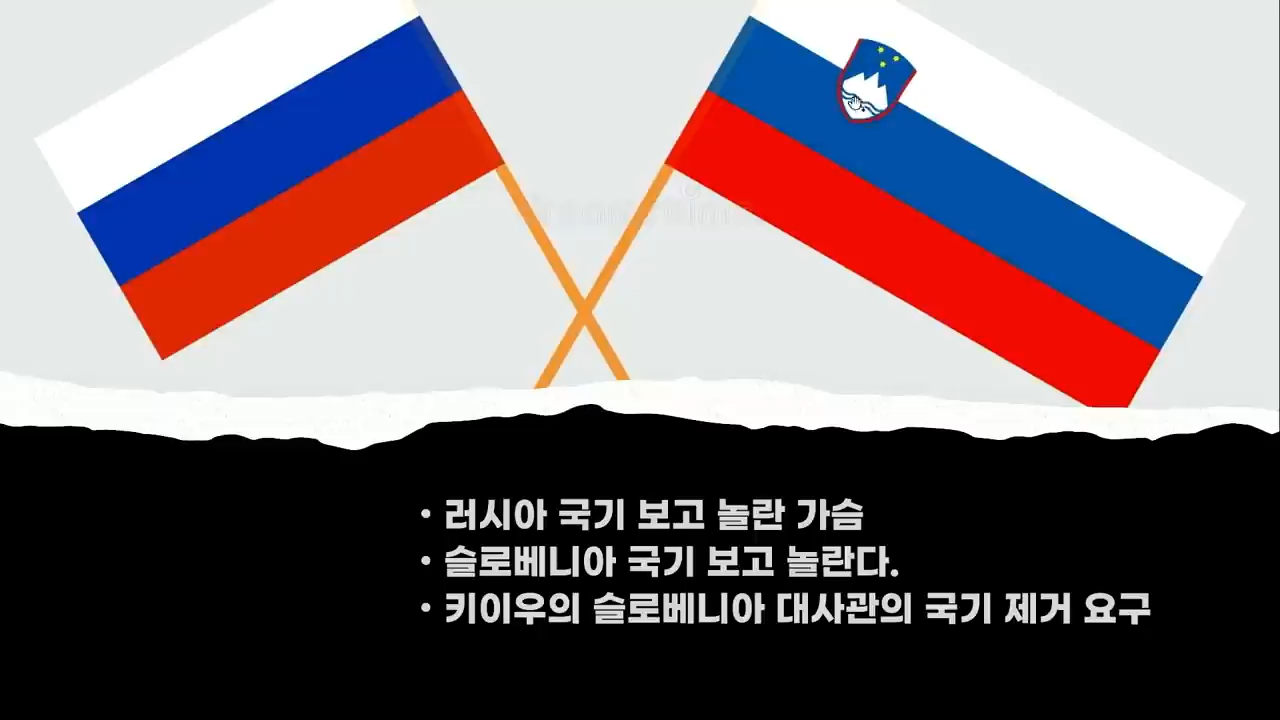 • 러시아 국기 보고 놀란 가슴
• 슬로베니아 국기 보고 놀란다.
• 키이우의 슬로베니아 대사관의 국기 제거 요구